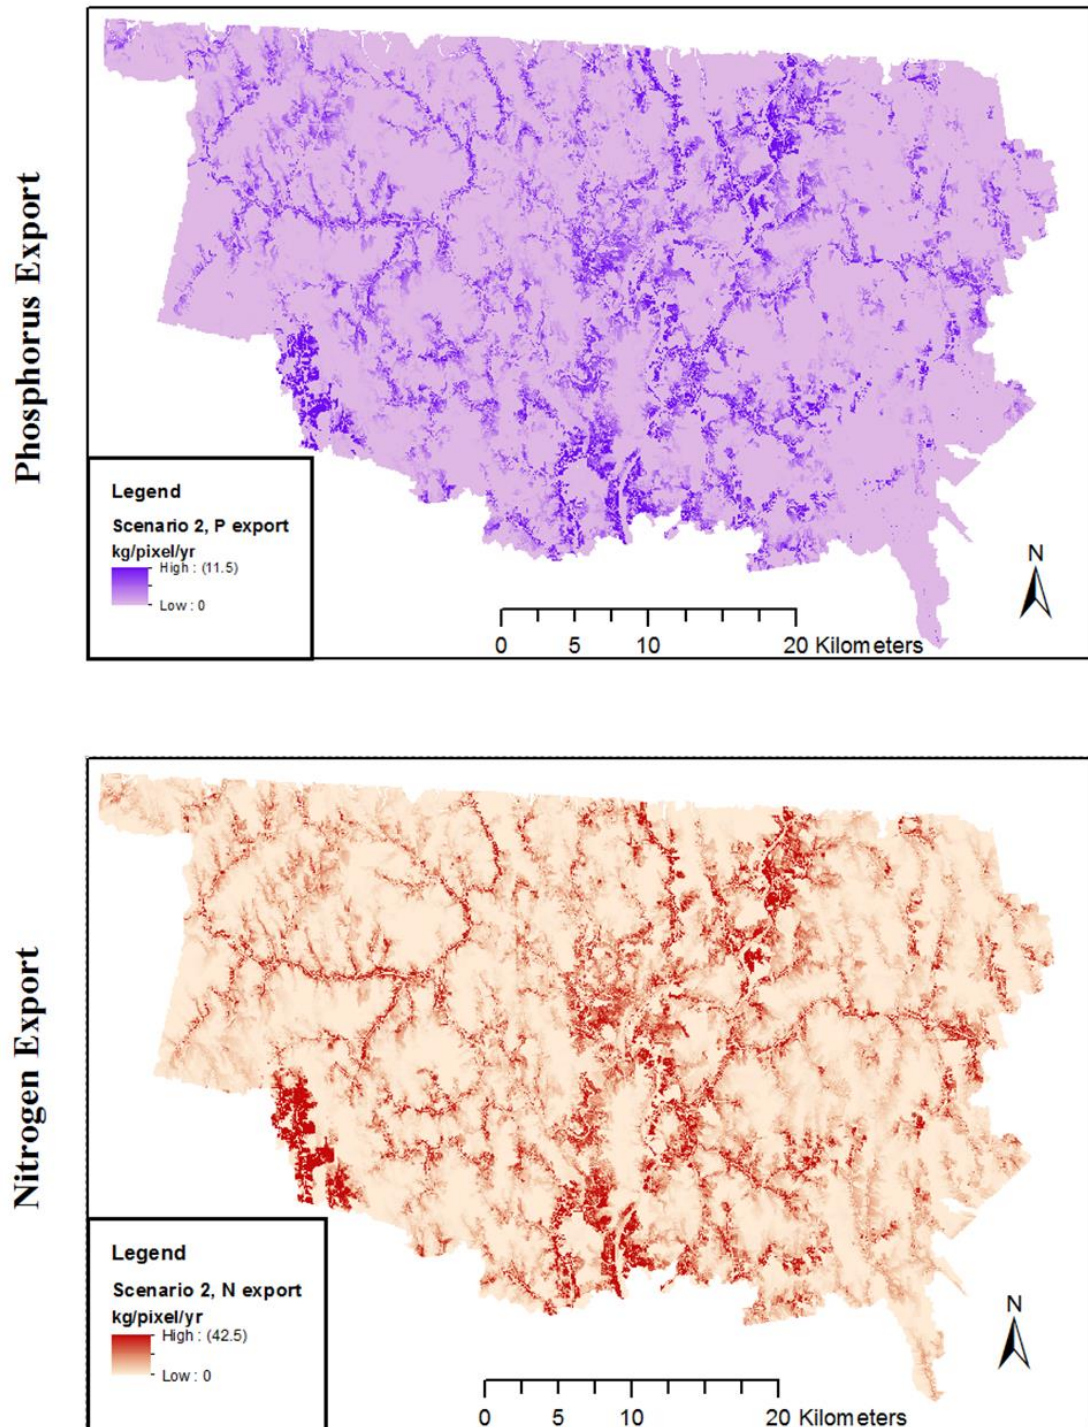 Phosphorus Export
Legend
Scenario 2, P export
kg/pixel/yr
High : (11.5)
Low : 0
N
0 5 10 20 Kilometers
Nitrogen Export
Legend
Scenario 2, N export
kg/pixel/yr
High : (42.5)
Low : 0
N
0 5 10 20 Kilometers